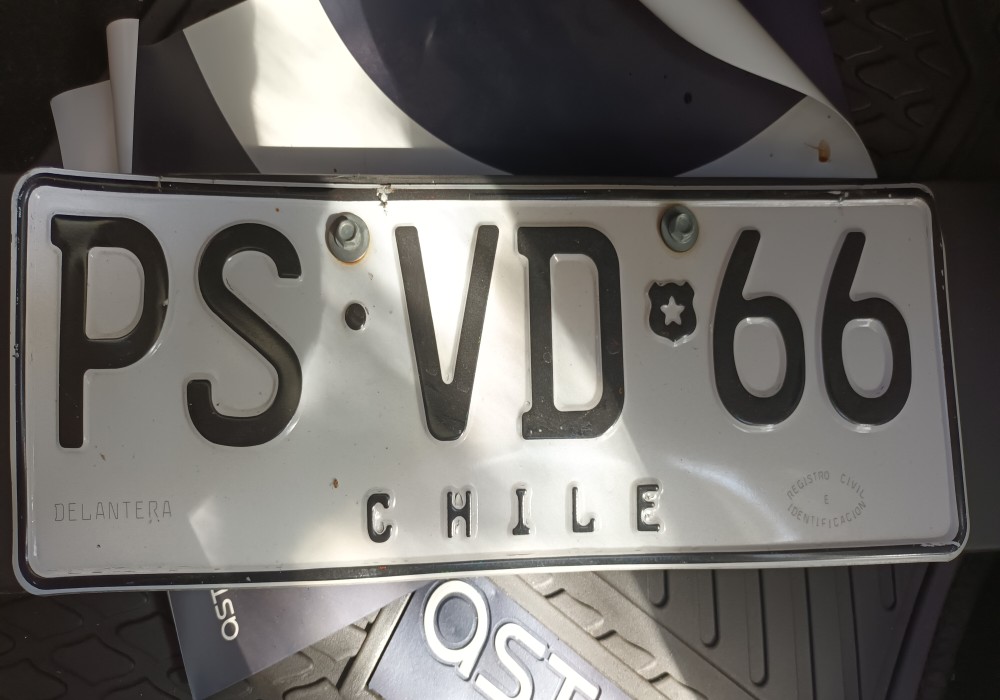 PS•VD 66
DELANTERA
CHILE
REGISTRO CIVIL
E
IDENTIFICACION